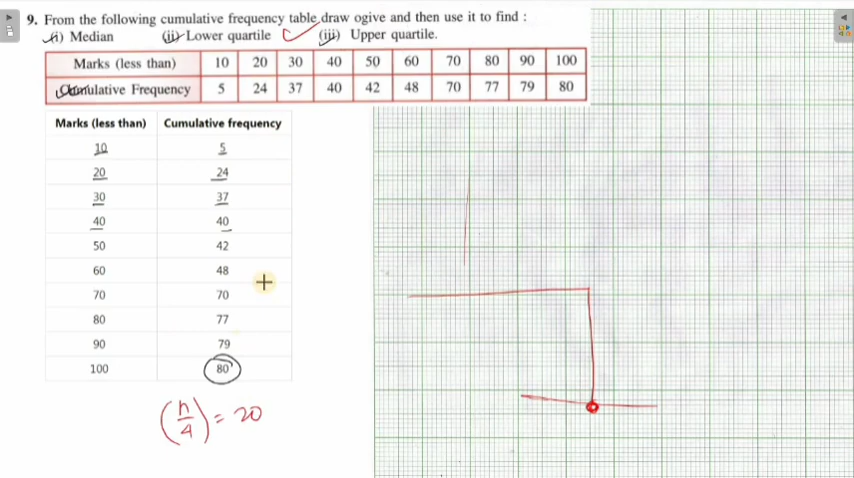 9. From the following cumulative frequency table draw ogive and then use it to find :
(i) Median (ii) Lower quartile (iii) Upper quartile.
Marks (less than) 10 20 30 40 50 60 70 80 90 100
Cumulative Frequency 5 24 37 40 42 48 70 77 79 80
Marks (less than) Cumulative frequency
10 5
20 24
30 37
40 40
50 42
60 48
70 70
80 77
90 79
100 80
(n/4) = 20